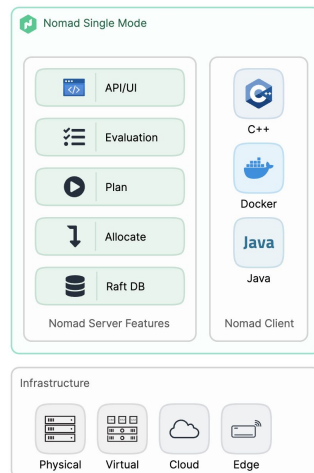 Nomad Single Mode
</>
API/UI
Evaluation
Plan
Allocate
Raft DB
Nomad Server Features
C++
C++
Docker
Java
Java
Nomad Client
Infrastructure
Physical
Virtual
Cloud
Edge